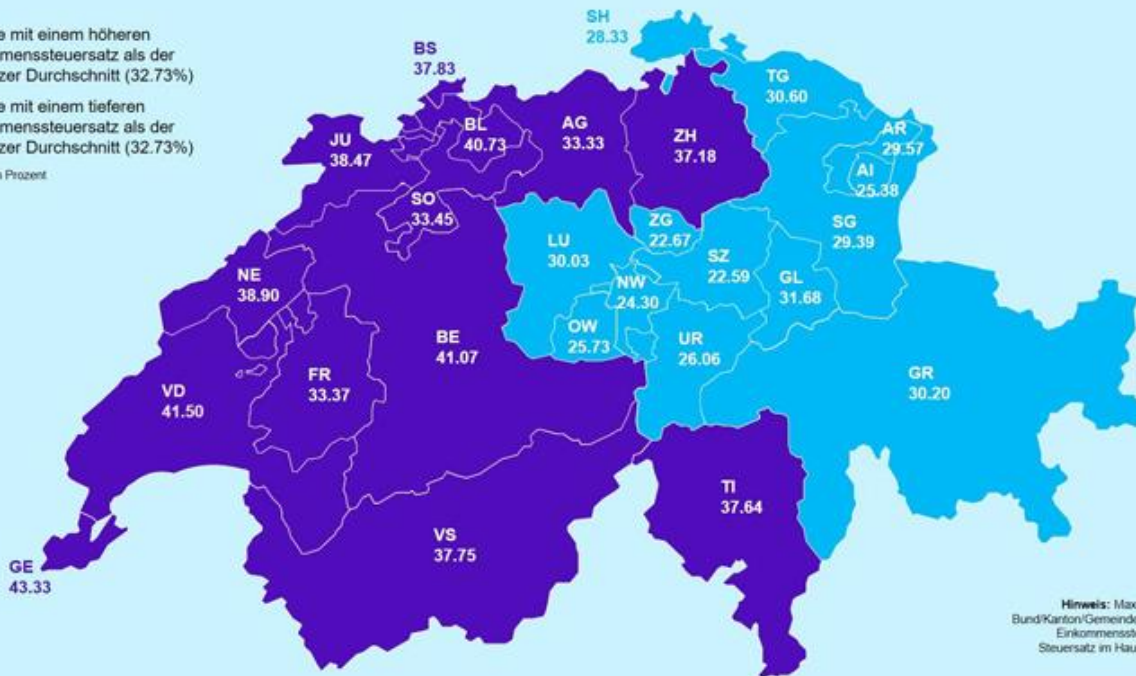 e mit einem höheren
mmenssteuersatz als der
zer Durchschnitt (32.73%)
e mit einem tieferen
mmenssteuersatz als der
zer Durchschnitt (32.73%)
Prozent
SH
28.33
BS
37.83
TG
30.60
BL
40.73
AG
33.33
ZH
37.18
AR
29.57
JU
38.47
AI
25.38
SO
33.45
ZG
22.67
SG
29.39
LU
30.03
SZ
22.59
NE
38.90
NW
24.30
GL
31.68
OW
25.73
UR
26.06
BE
41.07
FR
33.37
GR
30.20
VD
41.50
TI
37.64
VS
37.75
GE
43.33
Hinweis: Max
Bund/Kanton/Gemeinde
Einkommensste
Steuersatz im Hau